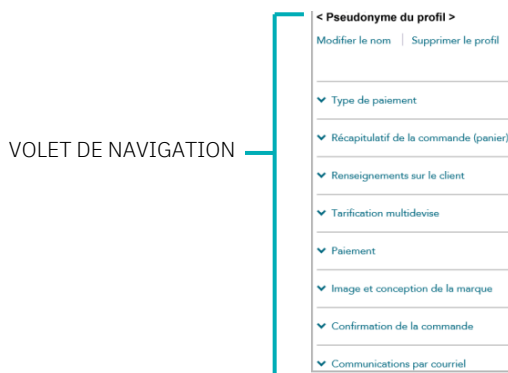 < Pseudonyme du profil >
Modifier le nom | Supprimer le profil
Type de paiement
VOLET DE NAVIGATION
Récapitulatif de la commande (panier)
Renseignements sur le client
Tarification multidevise
Paiement
Image et conception de la marque
Confirmation de la commande
Communications par courriel